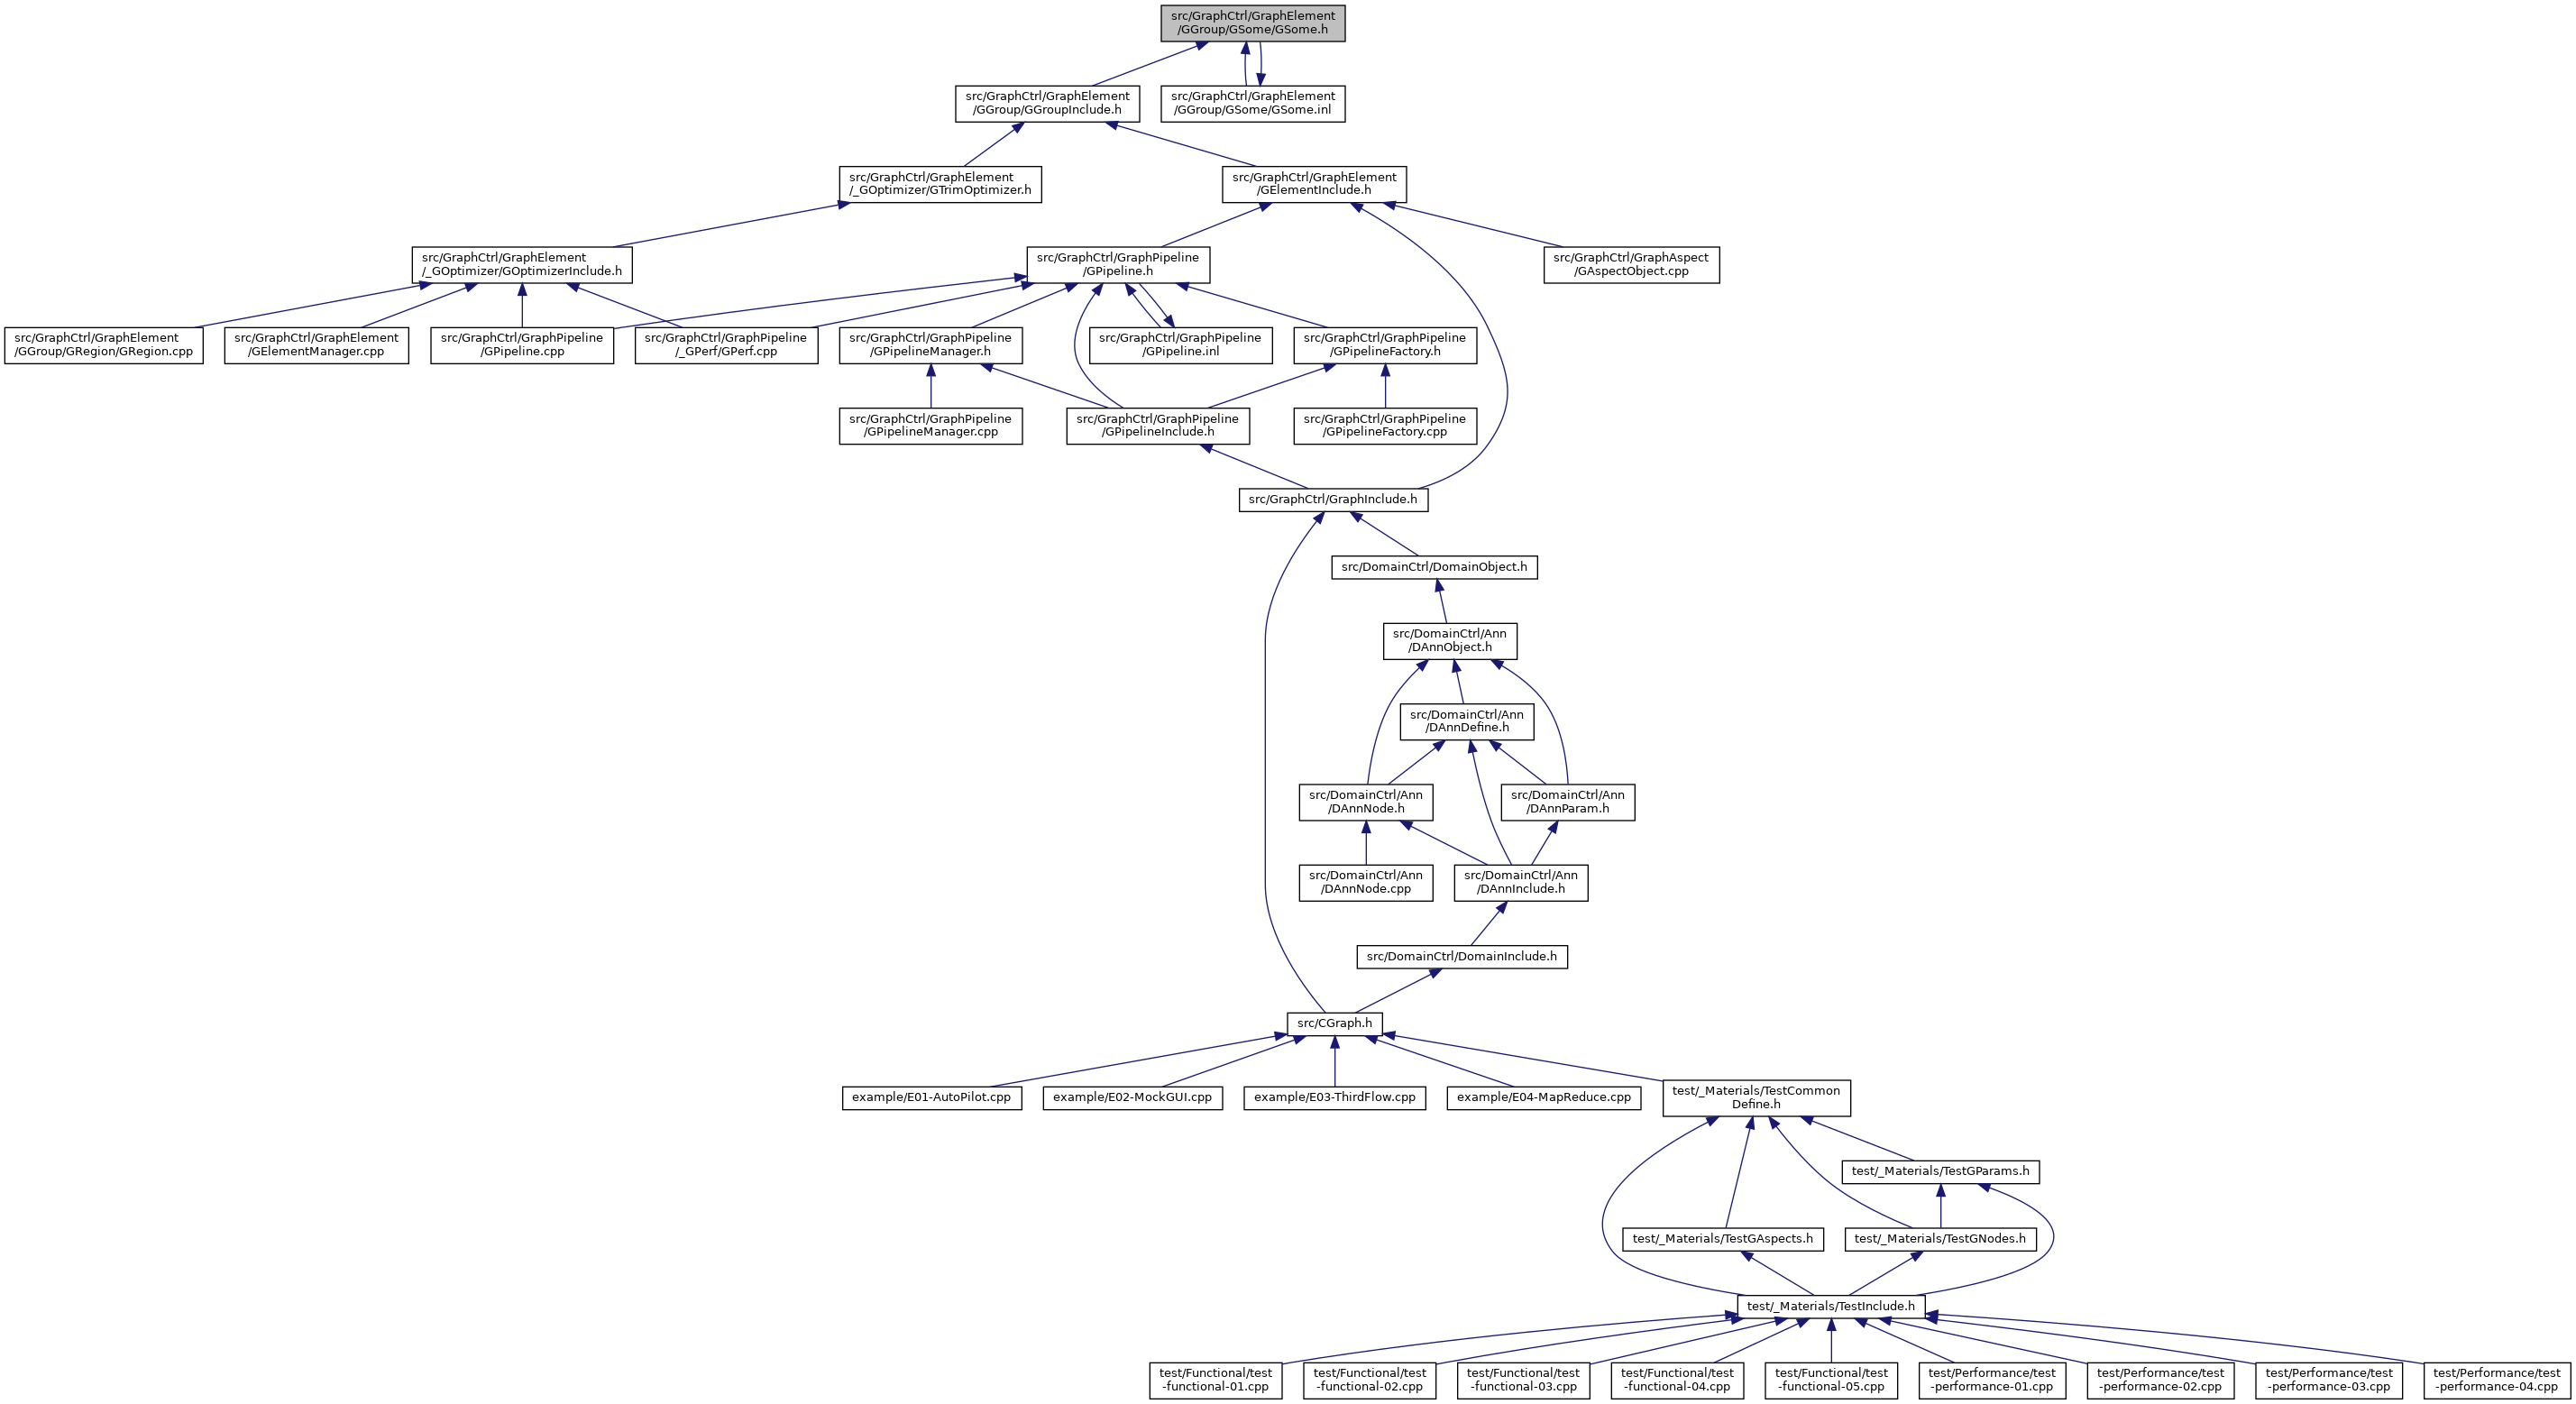 src/GraphCtrl/GraphElement
/GGroup/GSome/GSome.h
src/GraphCtrl/GraphElement
/GGroup/GGroupInclude.h
src/GraphCtrl/GraphElement
/GGroup/GSome/GSome.inl
src/GraphCtrl/GraphElement
/_GOptimizer/GTrimOptimizer.h
src/GraphCtrl/GraphElement
/GElementInclude.h
src/GraphCtrl/GraphElement
/_GOptimizer/GOptimizerInclude.h
src/GraphCtrl/GraphPipeline
/GPipeline.h
src/GraphCtrl/GraphAspect
/GAspectObject.cpp
src/GraphCtrl/GraphElement
/GGroup/GRegion/GRegion.cpp
src/GraphCtrl/GraphElement
/GElementManager.cpp
src/GraphCtrl/GraphPipeline
/GPipeline.cpp
src/GraphCtrl/GraphPipeline
/_GPerf/GPerf.cpp
src/GraphCtrl/GraphPipeline
/GPipelineManager.h
src/GraphCtrl/GraphPipeline
/GPipeline.inl
src/GraphCtrl/GraphPipeline
/GPipelineFactory.h
src/GraphCtrl/GraphPipeline
/GPipelineManager.cpp
src/GraphCtrl/GraphPipeline
/GPipelineInclude.h
src/GraphCtrl/GraphPipeline
/GPipelineFactory.cpp
src/GraphCtrl/GraphInclude.h
src/DomainCtrl/DomainObject.h
src/DomainCtrl/Ann
/DAnnObject.h
src/DomainCtrl/Ann
/DAnnDefine.h
src/DomainCtrl/Ann
/DAnnNode.h
src/DomainCtrl/Ann
/DAnnParam.h
src/DomainCtrl/Ann
/DAnnNode.cpp
src/DomainCtrl/Ann
/DAnnInclude.h
src/DomainCtrl/DomainInclude.h
src/CGraph.h
example/E01-AutoPilot.cpp
example/E02-MockGUI.cpp
example/E03-ThirdFlow.cpp
example/E04-MapReduce.cpp
test/_Materials/TestCommon
Define.h
test/_Materials/TestGParams.h
test/_Materials/TestGAspects.h
test/_Materials/TestGNodes.h
test/_Materials/TestInclude.h
test/Functional/test
-functional-01.cpp
test/Functional/test
-functional-02.cpp
test/Functional/test
-functional-03.cpp
test/Functional/test
-functional-04.cpp
test/Functional/test
-functional-05.cpp
test/Performance/test
-performance-01.cpp
test/Performance/test
-performance-02.cpp
test/Performance/test
-performance-03.cpp
test/Performance/test
-performance-04.cpp